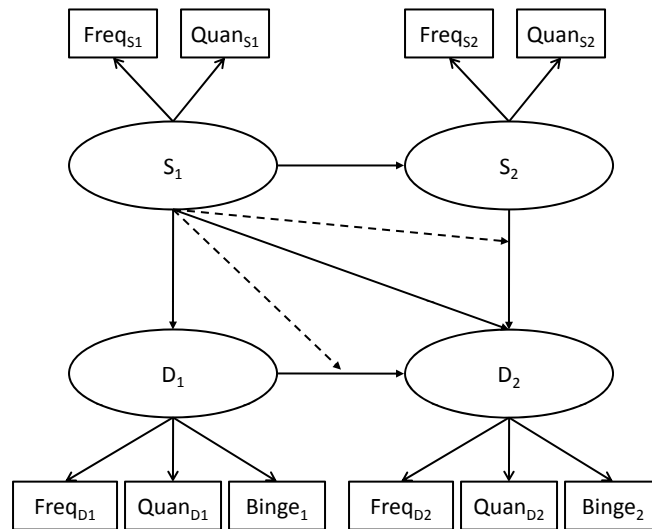 Freq_S1 Quan_S1 Freq_S2 Quan_S2
S_1 S_2
D_1 D_2
Freq_D1 Quan_D1 Binge_1 Freq_D2 Quan_D2 Binge_2